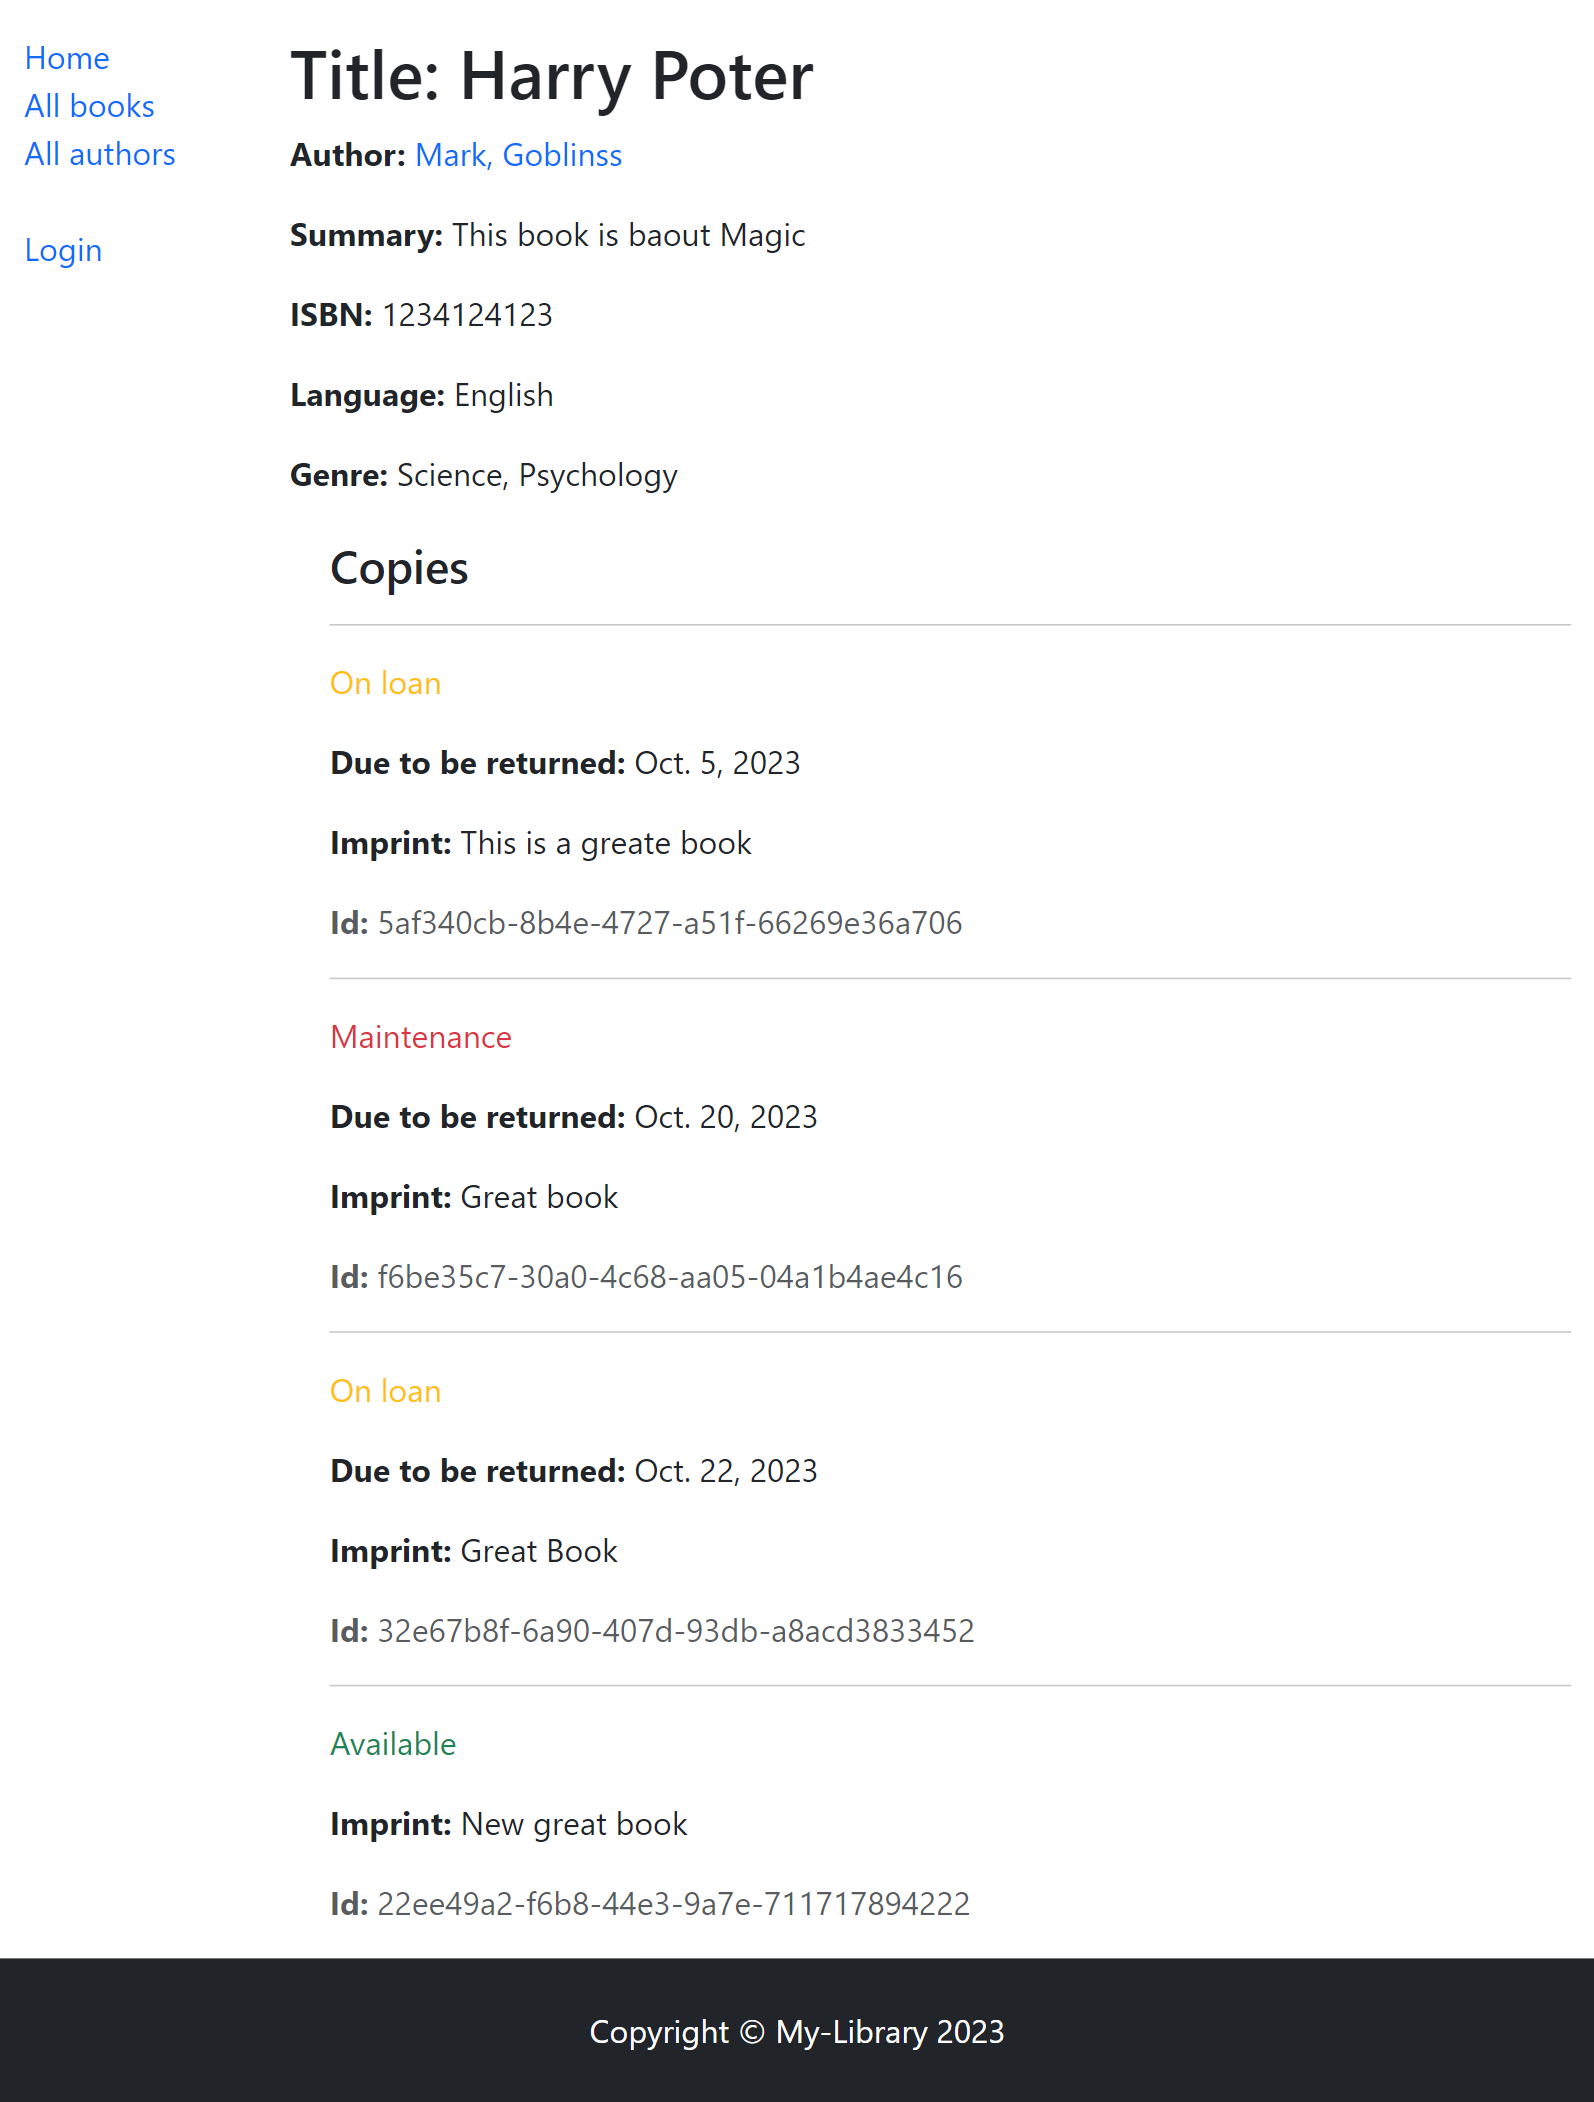 Home
All books
All authors
Login
Title: Harry Poter
Author: Mark, Goblinss
Summary: This book is baout Magic
ISBN: 1234124123
Language: English
Genre: Science, Psychology
Copies
On loan
Due to be returned: Oct. 5, 2023
Imprint: This is a greate book
Id: 5af340cb-8b4e-4727-a51f-66269e36a706
Maintenance
Due to be returned: Oct. 20, 2023
Imprint: Great book
Id: f6be35c7-30a0-4c68-aa05-04a1b4ae4c16
On loan
Due to be returned: Oct. 22, 2023
Imprint: Great Book
Id: 32e67b8f-6a90-407d-93db-a8acd3833452
Available
Imprint: New great book
Id: 22ee49a2-f6b8-44e3-9a7e-711717894222
Copyright © My-Library 2023